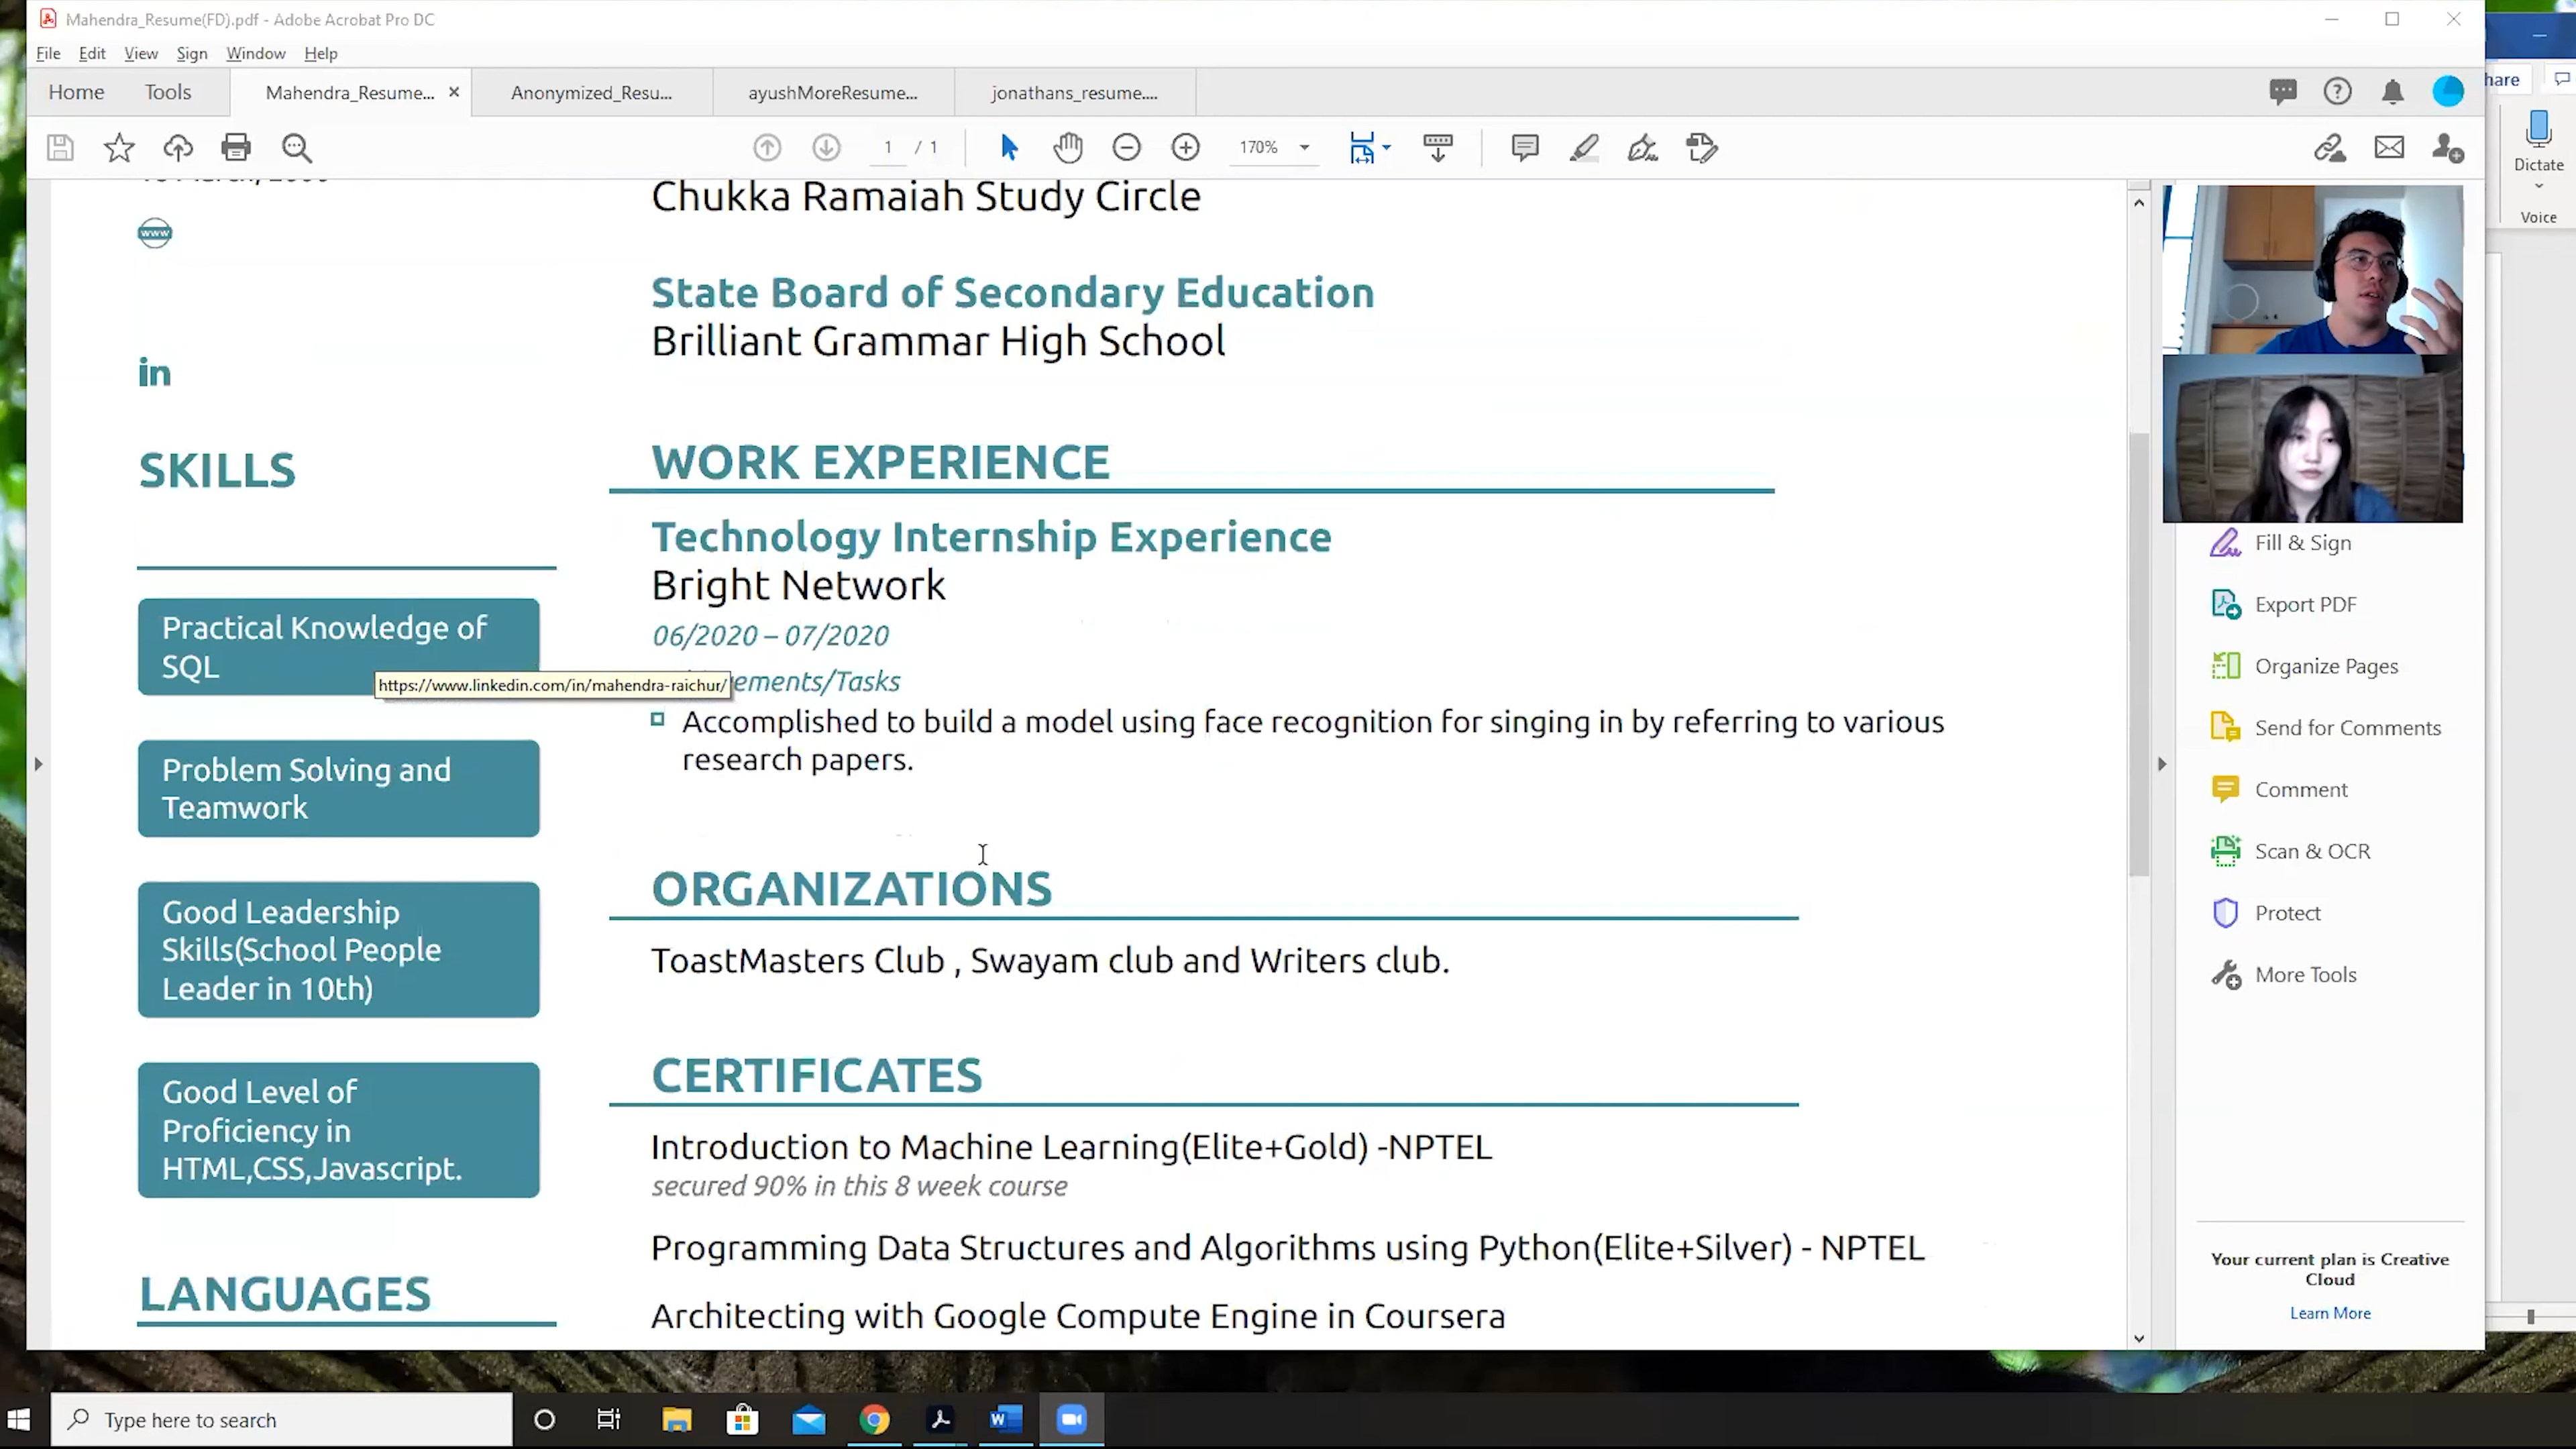 Mahendra_Resume(FD).pdf - Adobe Acrobat Pro DC
File Edit View Sign Window Help
Home Tools Mahendra_Resume... × Anonymized_Resu... ayushMoreResume... jonathans_resume....
hare
1 / 1 170%
Dictate
Voice
www
in
SKILLS
Practical Knowledge of
SQL
https://www.linkedin.com/in/mahendra-raichur/
Problem Solving and
Teamwork
Good Leadership
Skills(School People
Leader in 10th)
Good Level of
Proficiency in
HTML,CSS,Javascript.
LANGUAGES
Chukka Ramaiah Study Circle
State Board of Secondary Education
Brilliant Grammar High School
WORK EXPERIENCE
Technology Internship Experience
Bright Network
06/2020 – 07/2020
ements/Tasks
Accomplished to build a model using face recognition for singing in by referring to various
research papers.
ORGANIZATIONS
ToastMasters Club , Swayam club and Writers club.
CERTIFICATES
Introduction to Machine Learning(Elite+Gold) -NPTEL
secured 90% in this 8 week course
Programming Data Structures and Algorithms using Python(Elite+Silver) - NPTEL
Architecting with Google Compute Engine in Coursera
Fill & Sign
Export PDF
Organize Pages
Send for Comments
Comment
Scan & OCR
Protect
More Tools
Your current plan is Creative
Cloud
Learn More
Type here to search